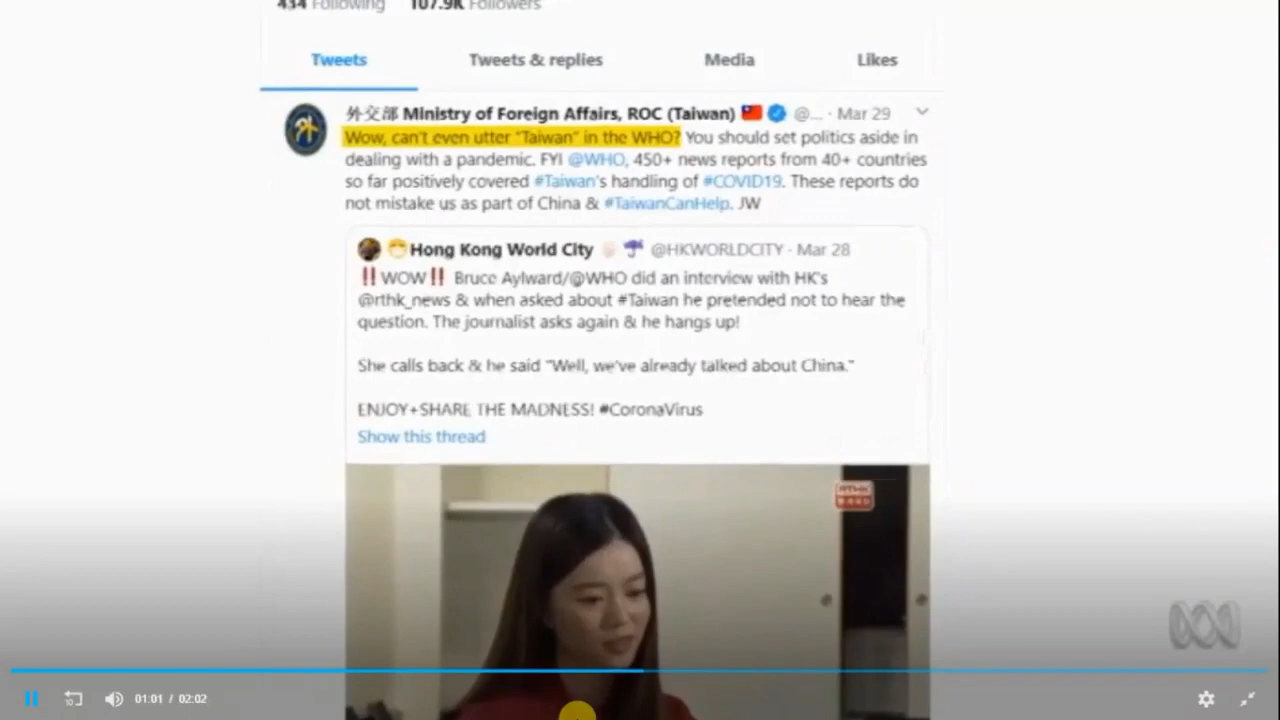 434 Following 107.9K Followers
Tweets Tweets & replies Media Likes
外交部 Ministry of Foreign Affairs, ROC (Taiwan) @... · Mar 29
Wow, can't even utter "Taiwan" in the WHO? You should set politics aside in
dealing with a pandemic. FYI @WHO, 450+ news reports from 40+ countries
so far positively covered #Taiwan's handling of #COVID19. These reports do
not mistake us as part of China & #TaiwanCanHelp. JW
Hong Kong World City @HKWORLDCITY · Mar 28
‼️WOW‼️ Bruce Aylward/@WHO did an interview with HK's
@rthk_news & when asked about #Taiwan he pretended not to hear the
question. The journalist asks again & he hangs up!
She calls back & he said "Well, we've already talked about China."
ENJOY+SHARE THE MADNESS! #CoronaVirus
Show this thread
RTHK
10
01:01 / 02:02